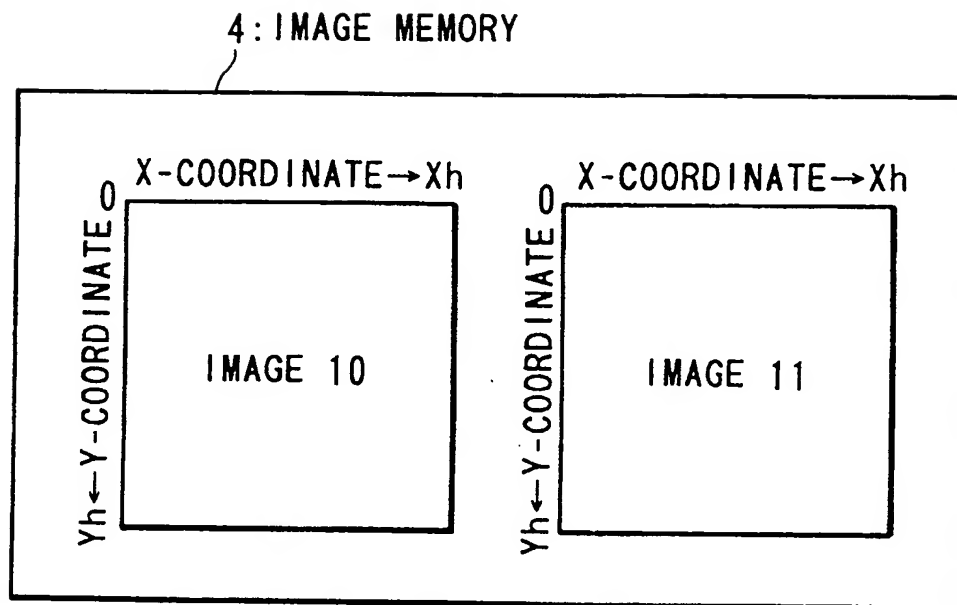 4: IMAGE MEMORY
X-COORDINATE→Xh
0
Yh←Y-COORDINATE
IMAGE 10
X-COORDINATE→Xh
0
Yh←Y-COORDINATE
IMAGE 11